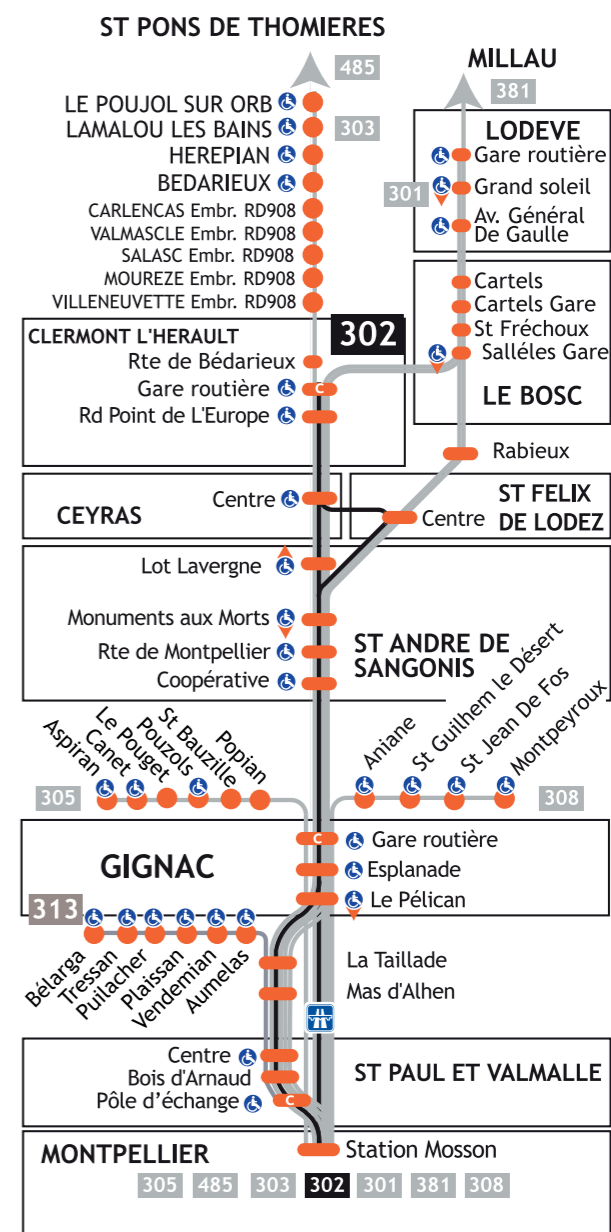 ST PONS DE THOMIERES
485
MILLAU
381
LE POUJOL SUR ORB
LAMALOU LES BAINS
303
HEREPIAN
BEDARIEUX
CARLENCAS Embr. RD908
VALMASCLE Embr. RD908
SALASC Embr. RD908
MOUREZE Embr. RD908
VILLENEUVETTE Embr. RD908
LODEVE
Gare routière
301
Grand soleil
Av. Général
De Gaulle
Cartels
Cartels Gare
St Fréchoux
Salléles Gare
LE BOSC
CLERMONT L'HERAULT
302
Rte de Bédarieux
Gare routière
C
Rd Point de L'Europe
Rabieux
CEYRAS
Centre
Centre
ST FELIX
DE LODEZ
Lot Lavergne
Monuments aux Morts
Rte de Montpellier
Coopérative
ST ANDRE DE
SANGONIS
305
Aspiran
Canet
Le Pouget
Pouzols
St Bauzille
Popian
Aniane
St Guilhem le Désert
St Jean De Fos
Montpeyroux
308
GIGNAC
C
Gare routière
Esplanade
Le Pélican
313
Bélarga
Tressan
Puilacher
Plaissan
Vendemian
Aumelas
La Taillade
Mas d'Alhen
Centre
Bois d'Arnaud
Pôle d’échange
C
ST PAUL ET VALMALLE
MONTPELLIER
Station Mosson
305 485 303 302 301 381 308